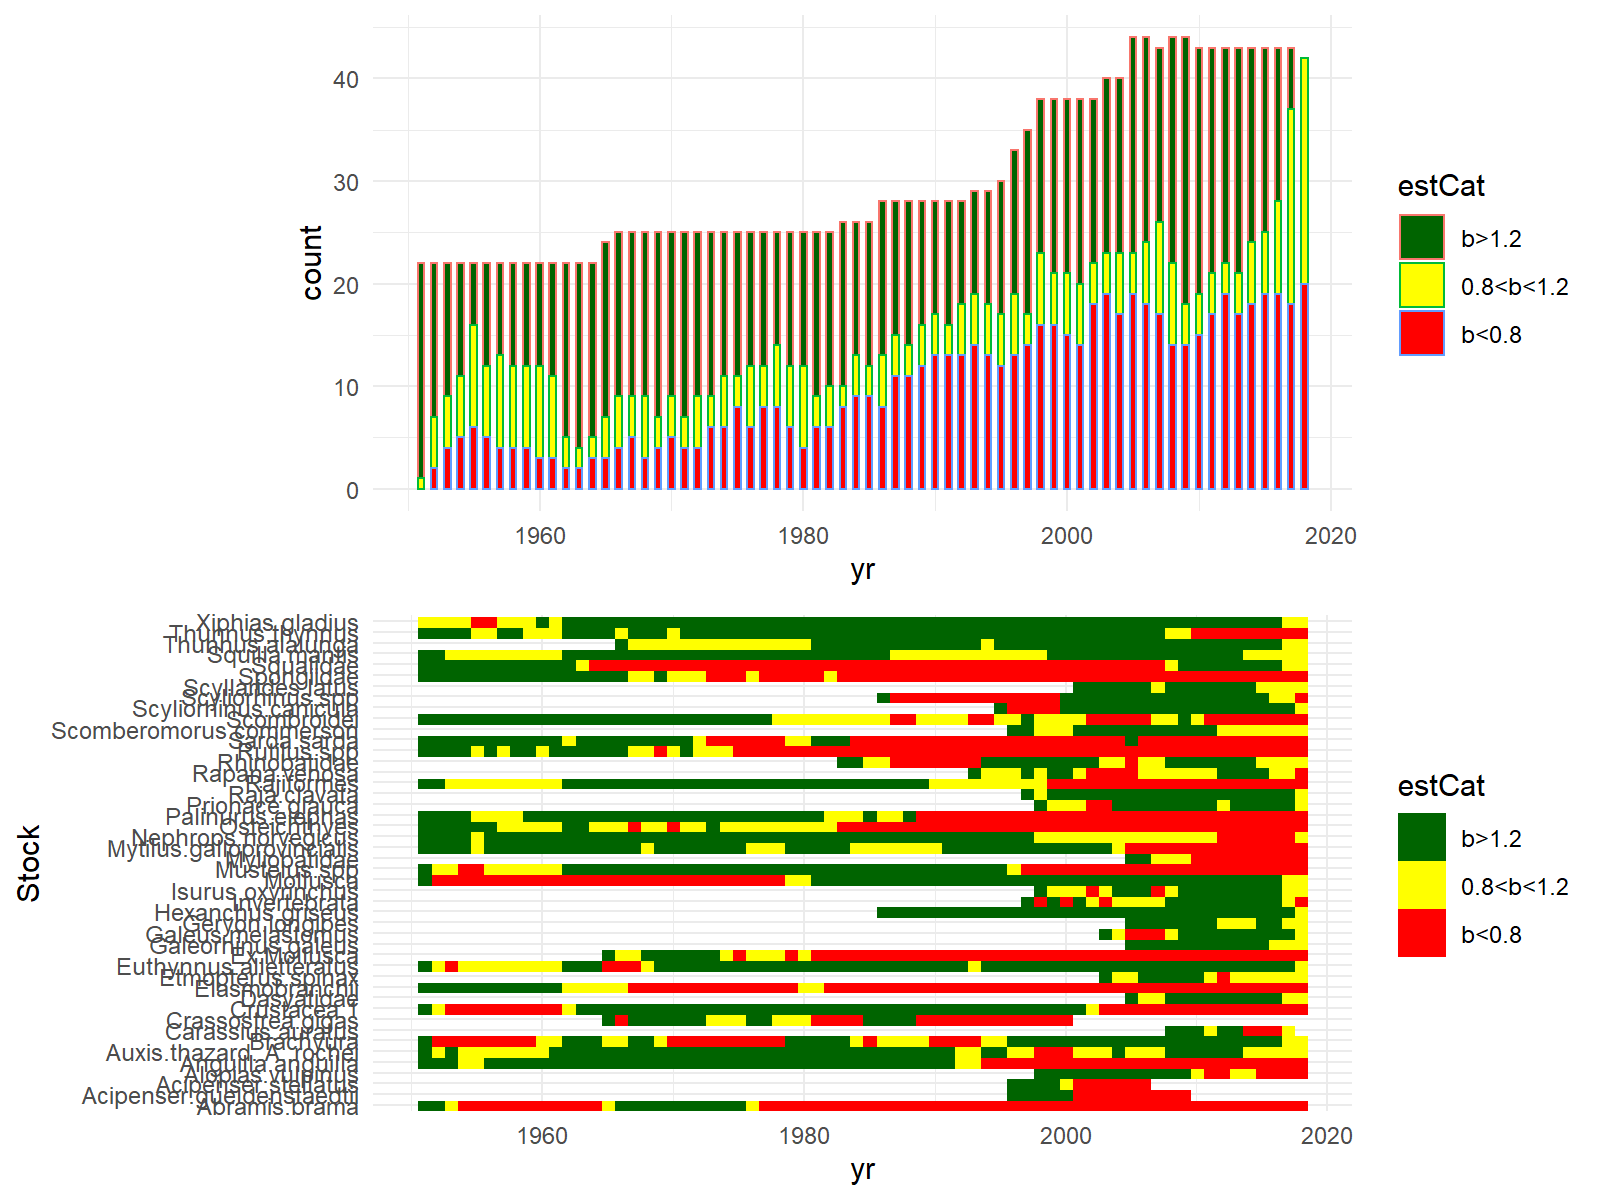 40
30
20
10
0
count
1960 1980 2000 2020
yr
estCat
b>1.2
0.8<b<1.2
b<0.8
Xiphias gladius
Thunnus thynnus
Thunnus alalunga
Squilla mantis
Squalidae
Spongiidae
Scyllarides latus
Scyliorhinus spp
Scyliorhinus canicula
Scombroidei
Scomberomorus commerson
Sarda sarda
Rutilus spp
Rhinobatidae
Rapana venosa
Rajiformes
Raja clavata
Prionace glauca
Palinurus elephas
Osteichthyes
Nephrops norvegicus
Mytilus galloprovincialis
Myliobatidae
Mustelus spp
Mollusca
Isurus oxyrinchus
Invertebrata
Hexanchus griseus
Geryon longipes
Galeus melastomus
Galeorhinus galeus
Ex Mollusca
Euthynnus alletteratus
Etmopterus spinax
Elasmobranchii
Dasyatidae
Crustacea 1
Crassostrea gigas
Carassius auratus
Brachyura
Auxis.thazard. A. rochei
Anguilla anguilla
Alopias vulpinus
Acipenser stellatus
Acipenser gueldenstaedtii
Abramis brama
Stock
1960 1980 2000 2020
yr
estCat
b>1.2
0.8<b<1.2
b<0.8